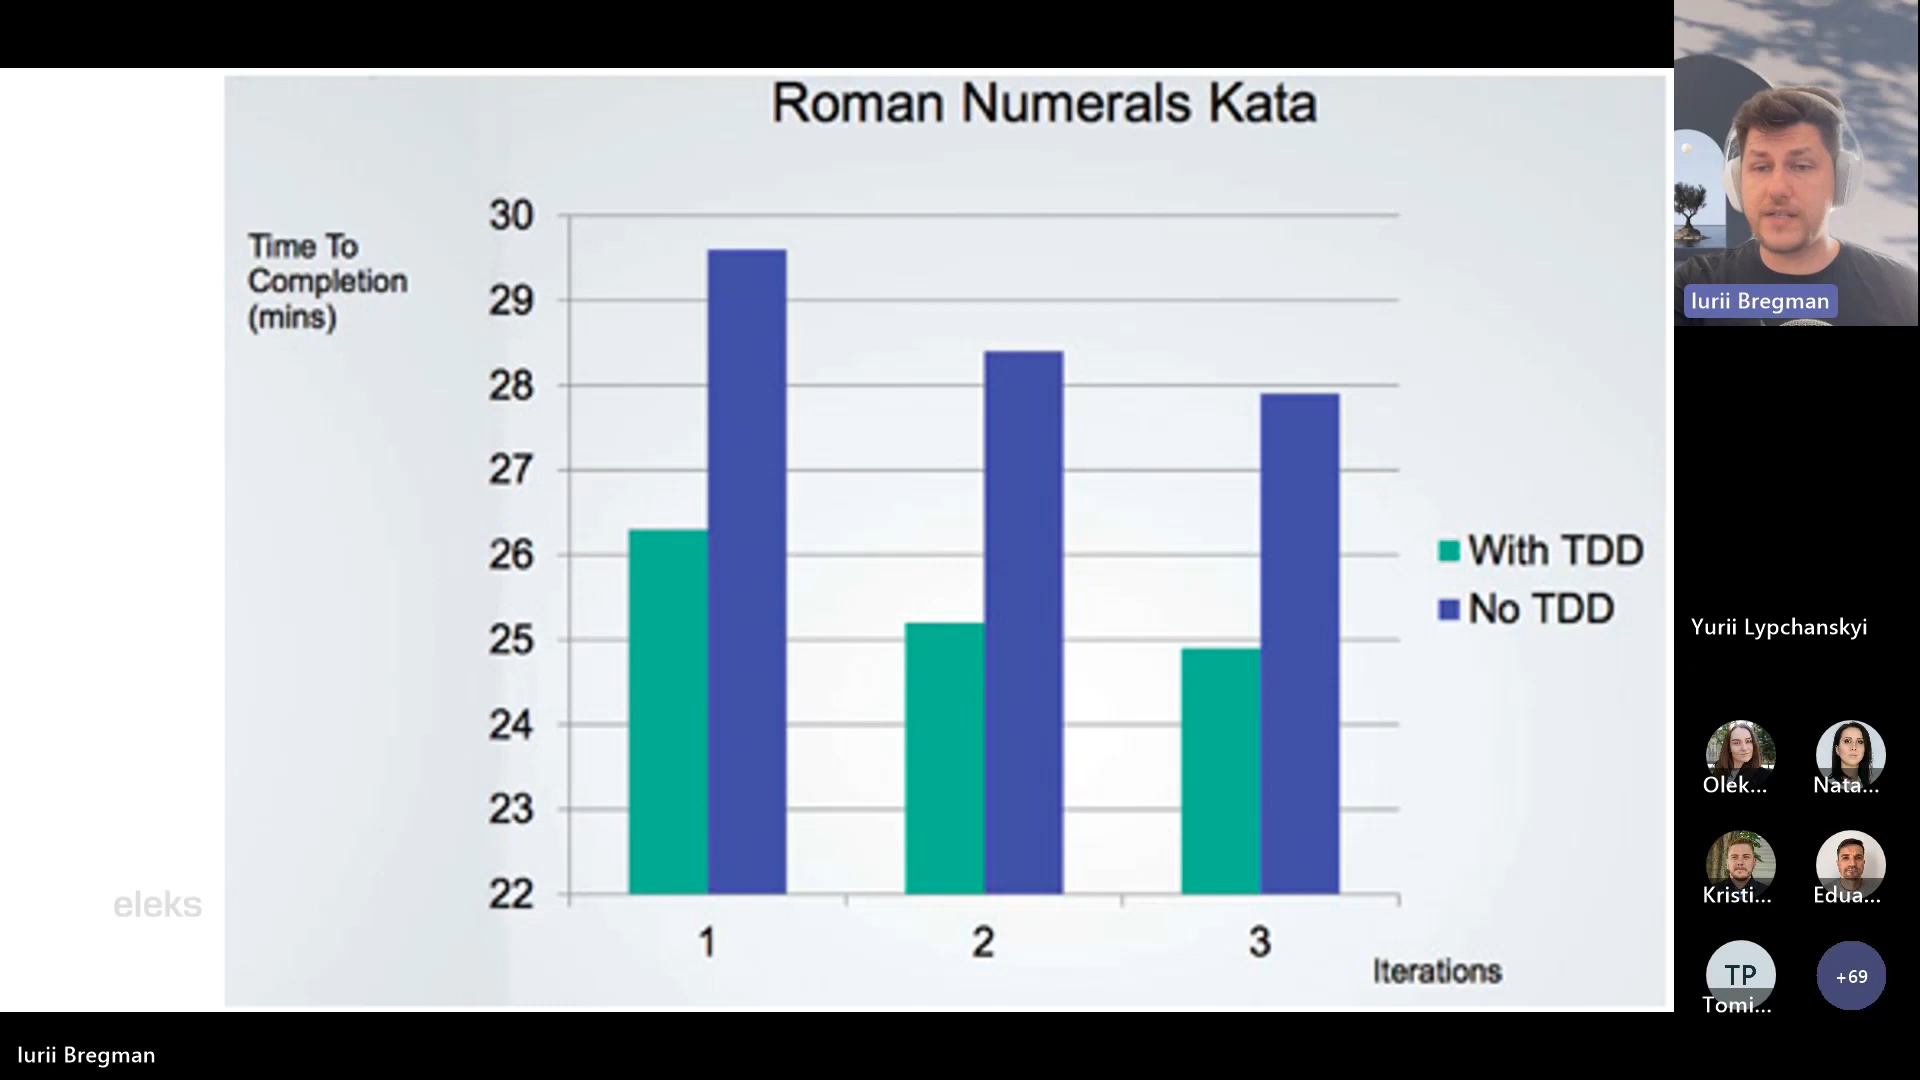 Roman Numerals Kata
Time To
Completion
(mins)
30
29
28
27
26
25
24
23
22
1
2
3
Iterations
With TDD
No TDD
eleks
Iurii Bregman
Yurii Lypchanskyi
Olek...
Nata...
Kristi...
Edua...
TP
Tomi...
+69
Iurii Bregman